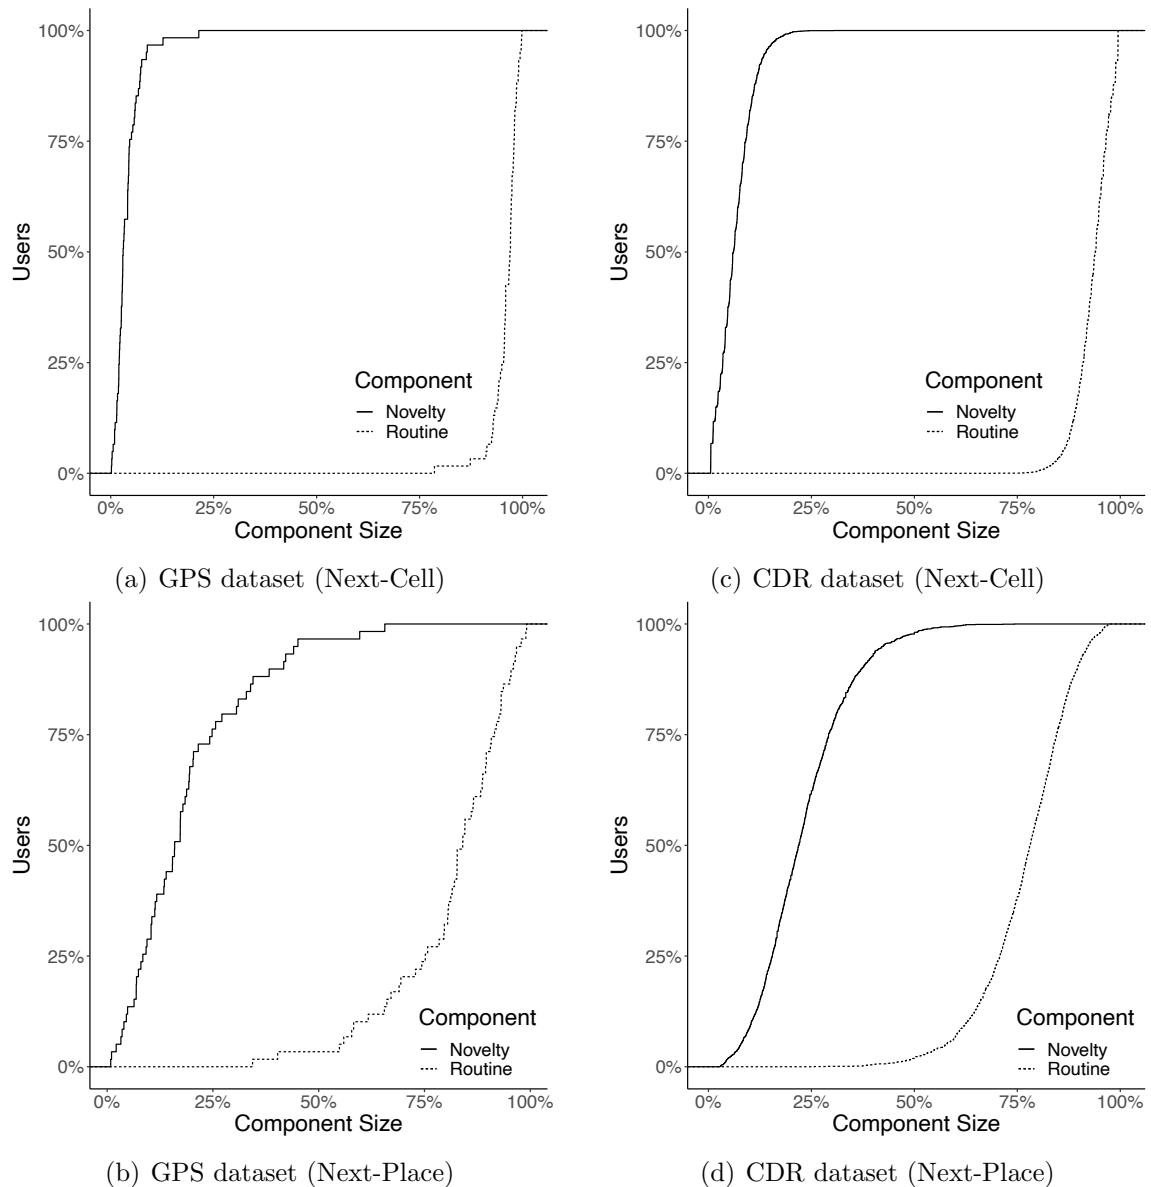 100%
75%
50%
25%
0%
Users
Component
Novelty
Routine
0% 25% 50% 75% 100%
Component Size
(a) GPS dataset (Next-Cell)
100%
75%
50%
25%
0%
Users
Component
Novelty
Routine
0% 25% 50% 75% 100%
Component Size
(c) CDR dataset (Next-Cell)
100%
75%
50%
25%
0%
Users
Component
Novelty
Routine
0% 25% 50% 75% 100%
Component Size
(b) GPS dataset (Next-Place)
100%
75%
50%
25%
0%
Users
Component
Novelty
Routine
0% 25% 50% 75% 100%
Component Size
(d) CDR dataset (Next-Place)